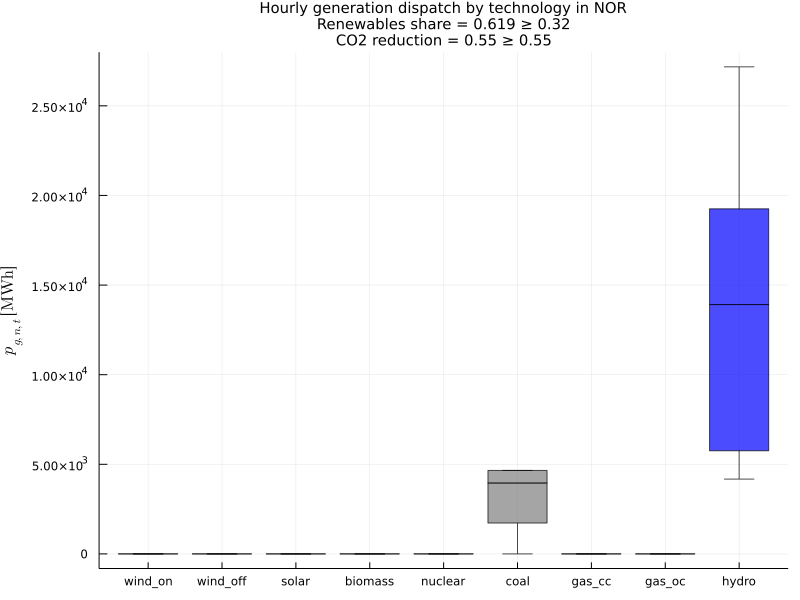 Hourly generation dispatch by technology in NOR
Renewables share = 0.619 ≥ 0.32
CO2 reduction = 0.55 ≥ 0.55
p_{g,n,t} [MWh]
2.50×10⁴
2.00×10⁴
1.50×10⁴
1.00×10⁴
5.00×10³
0
wind_on wind_off solar biomass nuclear coal gas_cc gas_oc hydro